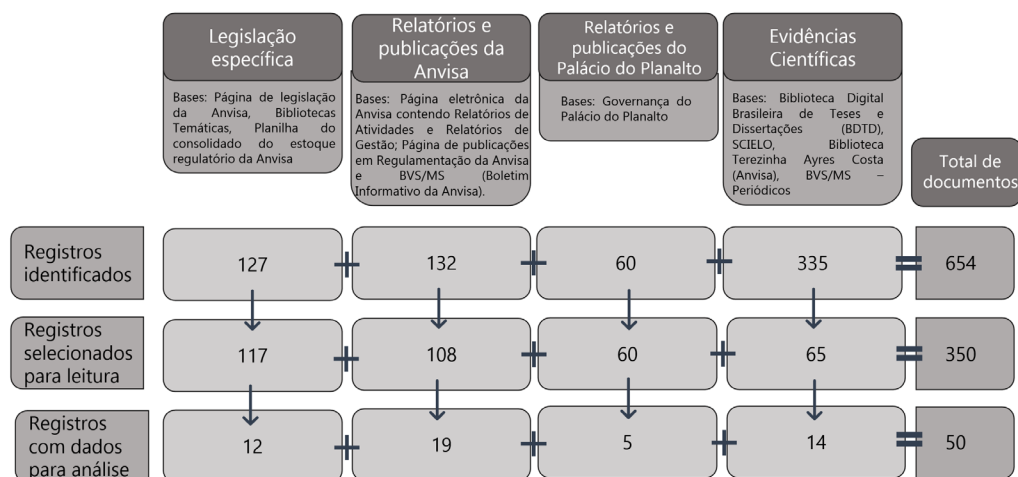 Legislação
específica
Bases: Página de legislação
da Anvisa, Bibliotecas
Temáticas, Planilha do
consolidado do estoque
regulatório da Anvisa
Relatórios e
publicações da
Anvisa
Bases: Página eletrônica da
Anvisa contendo Relatórios de
Atividades e Relatórios de
Gestão; Página de publicações
em Regulamentação da Anvisa
e BVS/MS (Boletim
Informativo da Anvisa).
Relatórios e
publicações do
Palácio do Planalto
Bases: Governança do
Palácio do Planalto
Evidências
Científicas
Bases: Biblioteca Digital
Brasileira de Teses e
Dissertações (BDTD),
SCIELO, Biblioteca
Terezinha Ayres Costa
(Anvisa), BVS/MS –
Periódicos
Total de
documentos
Registros
identificados
127 + 132 + 60 + 335 = 654
Registros
selecionados
para leitura
117 + 108 + 60 + 65 = 350
Registros
com dados
para análise
12 + 19 + 5 + 14 = 50